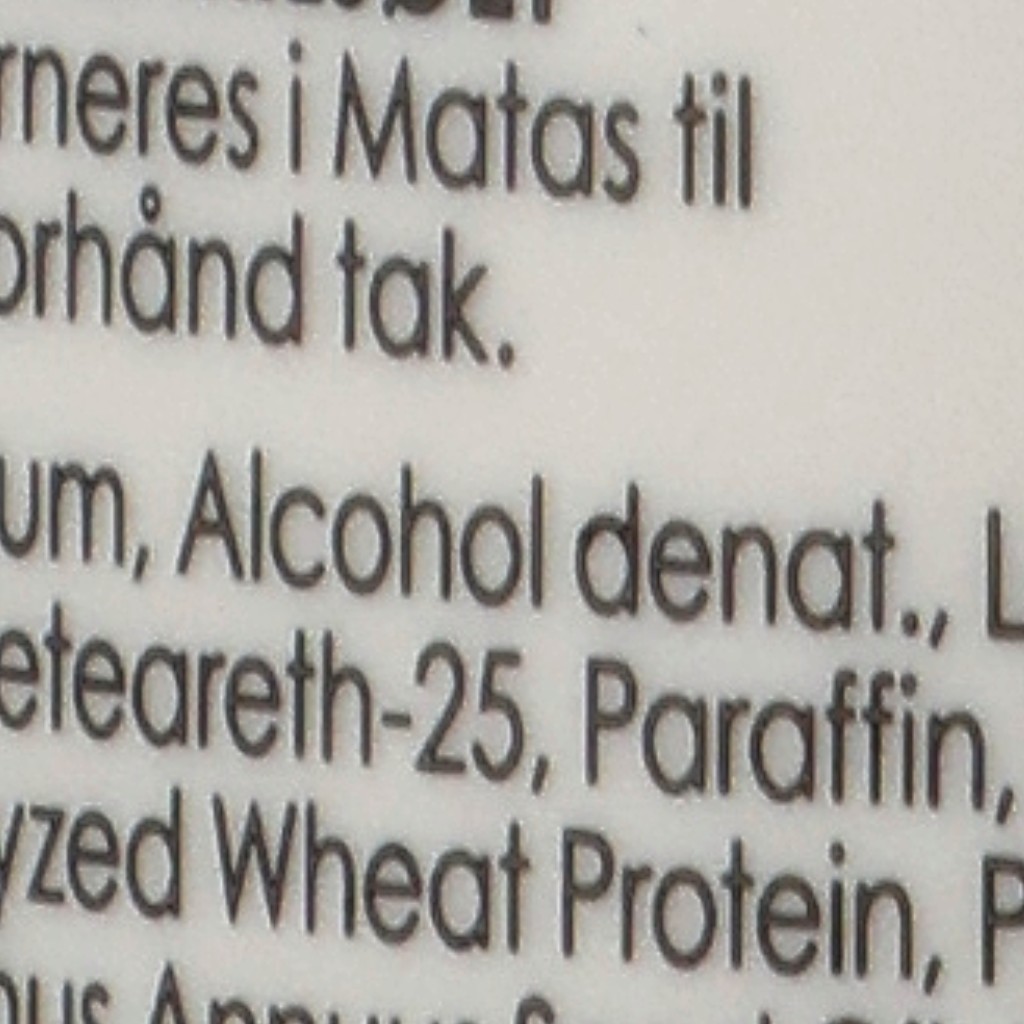 rneres i Matas til
orhånd tak.
um, Alcohol denat., L
eteareth-25, Paraffin,
yzed Wheat Protein, P